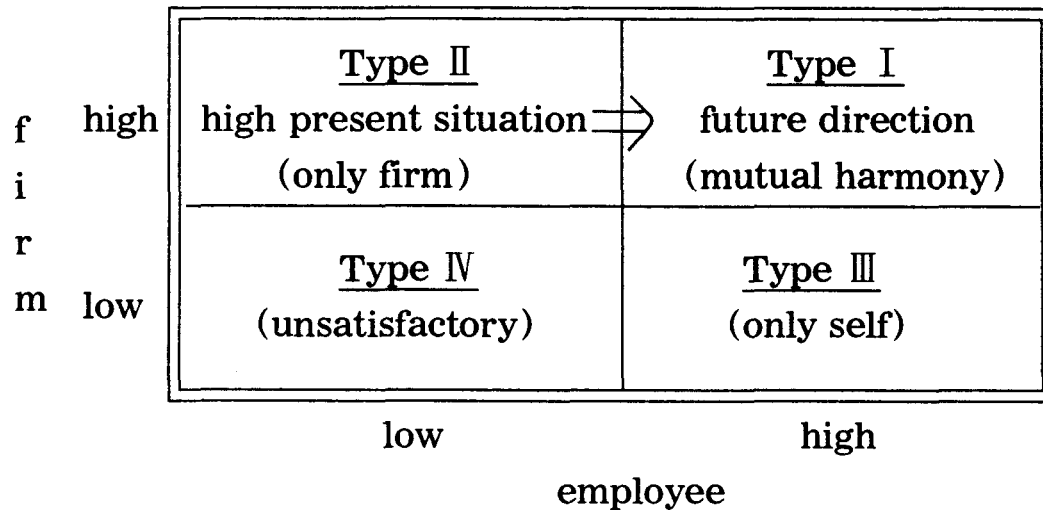 Type Ⅱ
high present situation
(only firm)
Type Ⅰ
future direction
(mutual harmony)
Type Ⅳ
(unsatisfactory)
Type Ⅲ
(only self)
firm
high
low
low
high
employee